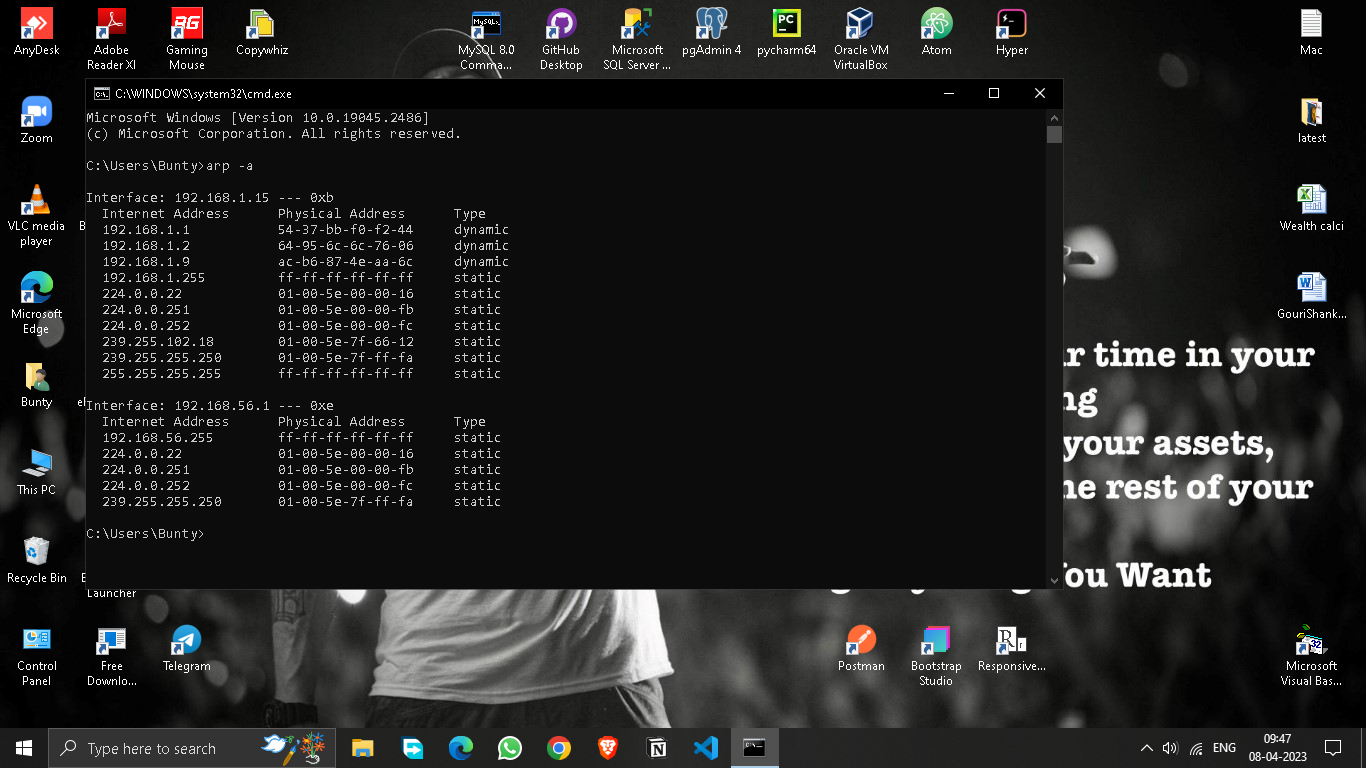 AnyDesk
Adobe
Reader XI
Gaming
Mouse
Copywhiz
MySQL 8.0
Comma...
GitHub
Desktop
Microsoft
SQL Server ...
pgAdmin 4
pycharm64
Oracle VM
VirtualBox
Atom
Hyper
Mac
C:\WINDOWS\system32\cmd.exe
Microsoft Windows [Version 10.0.19045.2486]
(c) Microsoft Corporation. All rights reserved.
C:\Users\Bunty>arp -a
Interface: 192.168.1.15 --- 0xb
Internet Address Physical Address Type
192.168.1.1 54-37-bb-f0-f2-44 dynamic
192.168.1.2 64-95-6c-6c-76-06 dynamic
192.168.1.9 ac-b6-87-4e-aa-6c dynamic
192.168.1.255 ff-ff-ff-ff-ff-ff static
224.0.0.22 01-00-5e-00-00-16 static
224.0.0.251 01-00-5e-00-00-fb static
224.0.0.252 01-00-5e-00-00-fc static
239.255.102.18 01-00-5e-7f-66-12 static
239.255.255.250 01-00-5e-7f-ff-fa static
255.255.255.255 ff-ff-ff-ff-ff-ff static
Interface: 192.168.56.1 --- 0xe
Internet Address Physical Address Type
192.168.56.255 ff-ff-ff-ff-ff-ff static
224.0.0.22 01-00-5e-00-00-16 static
224.0.0.251 01-00-5e-00-00-fb static
224.0.0.252 01-00-5e-00-00-fc static
239.255.255.250 01-00-5e-7f-ff-fa static
C:\Users\Bunty>
Zoom
VLC media
player
Microsoft
Edge
Bunty
This PC
Recycle Bin
Launcher
Control
Panel
Free
Downlo...
Telegram
latest
Wealth calci
GouriShank...
time in your
your assets,
rest of your
You Want
Postman
Bootstrap
Studio
Responsive...
Microsoft
Visual Bas...
Type here to search
ENG
09:47
08-04-2023